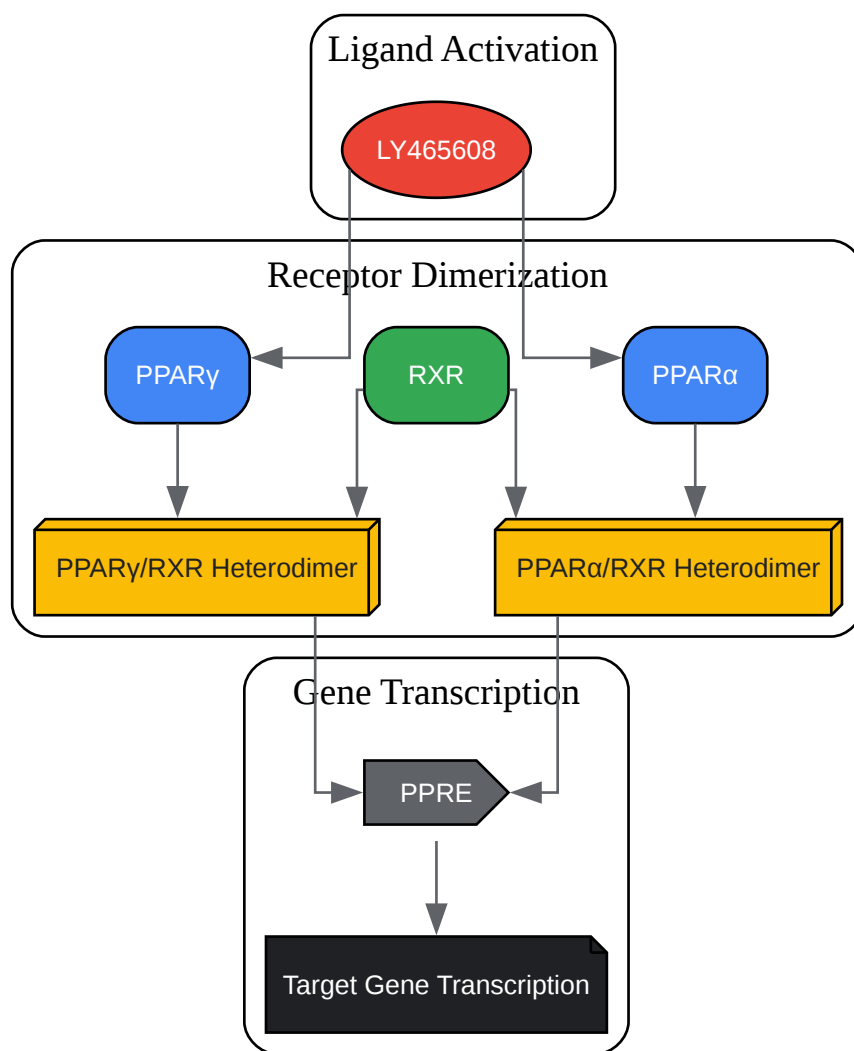 Ligand Activation
LY465608
Receptor Dimerization
PPARγ
RXR
PPARα
PPARγ/RXR Heterodimer
PPARα/RXR Heterodimer
Gene Transcription
PPRE
Target Gene Transcription